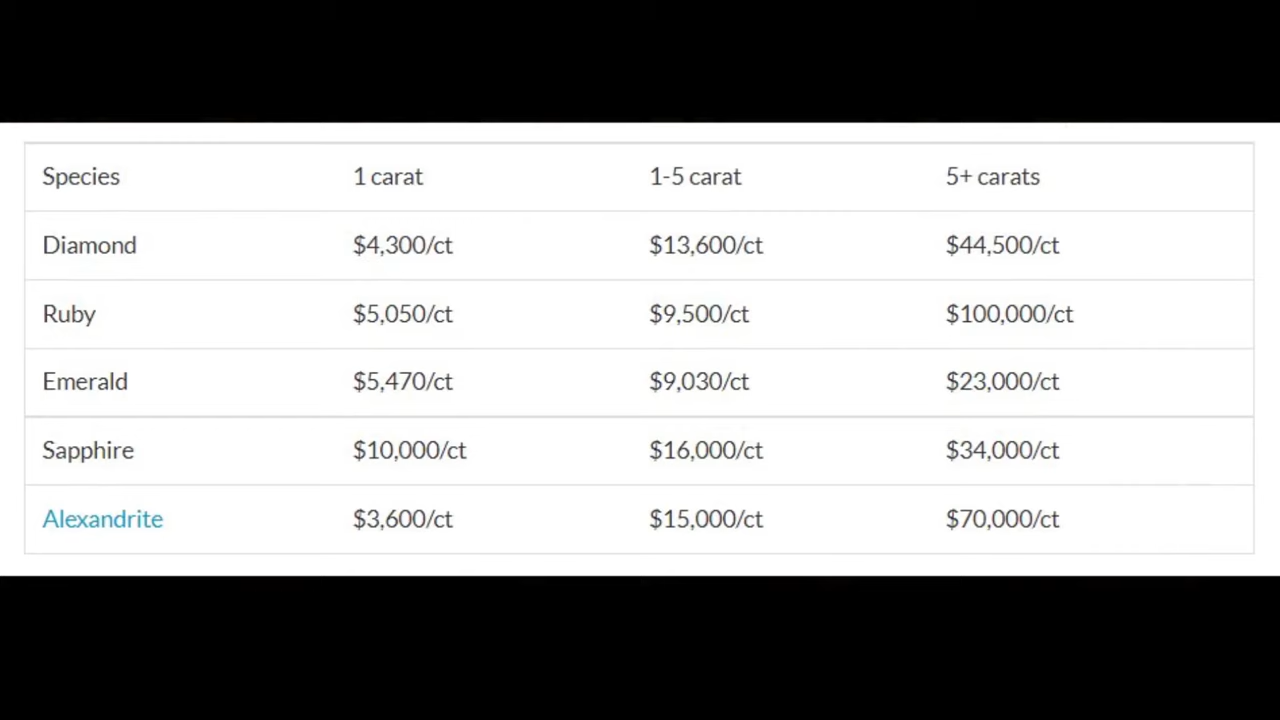 Species 1 carat 1-5 carat 5+ carats
Diamond $4,300/ct $13,600/ct $44,500/ct
Ruby $5,050/ct $9,500/ct $100,000/ct
Emerald $5,470/ct $9,030/ct $23,000/ct
Sapphire $10,000/ct $16,000/ct $34,000/ct
Alexandrite $3,600/ct $15,000/ct $70,000/ct